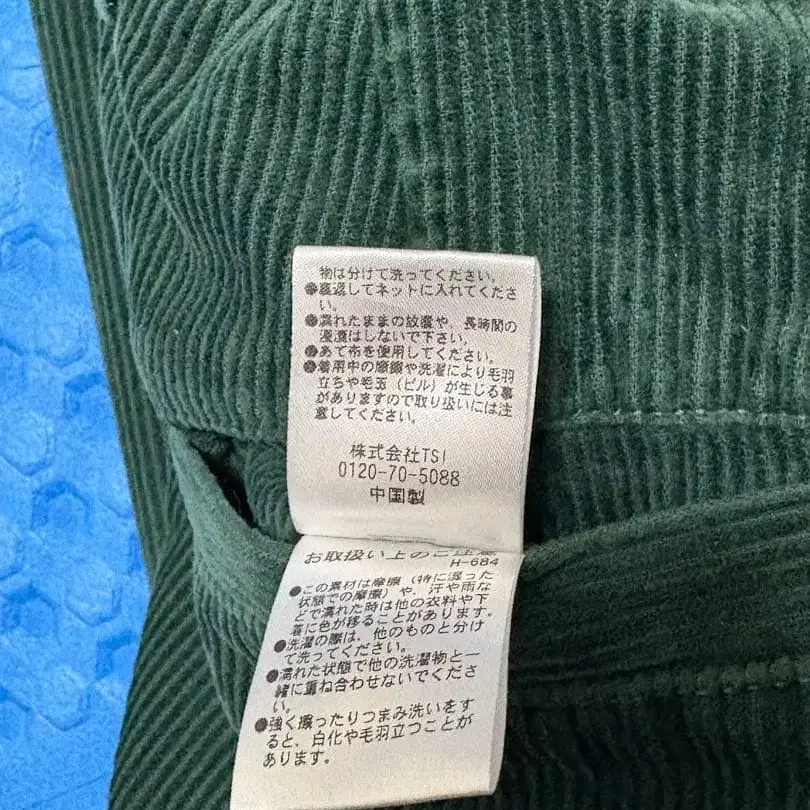 物は分けて洗ってください。
●裏返してネットに入れてくださ
い。
●濡れたままの放置や、長時間の
浸漬はしないで下さい。
●あて布を使用してください。
●着用中の摩擦や洗濯により毛羽
立ちや毛玉（ピル）が生じる事
がありますので取り扱いには注
意してください。
株式会社TSI
0120-70-5088
中国製
お取扱い上のご注意
H-684
●この素材は摩擦（特に湿った
状態での摩擦）や、汗や雨な
どで濡れた時は他の衣料や下
着に色が移ることがあります。
●洗濯の際は、他のものと分け
て洗ってください。
●濡れた状態で他の洗濯物と一
緒に重ね合わせないでくださ
い。
●強く擦ったりつまみ洗いをす
ると、白化や毛羽立つことが
あります。